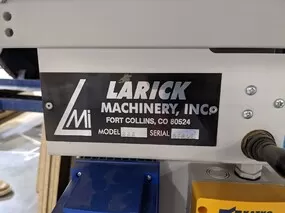 LMi
LARICK
MACHINERY, INC.
FORT COLLINS, CO 80524
MODEL SERIAL